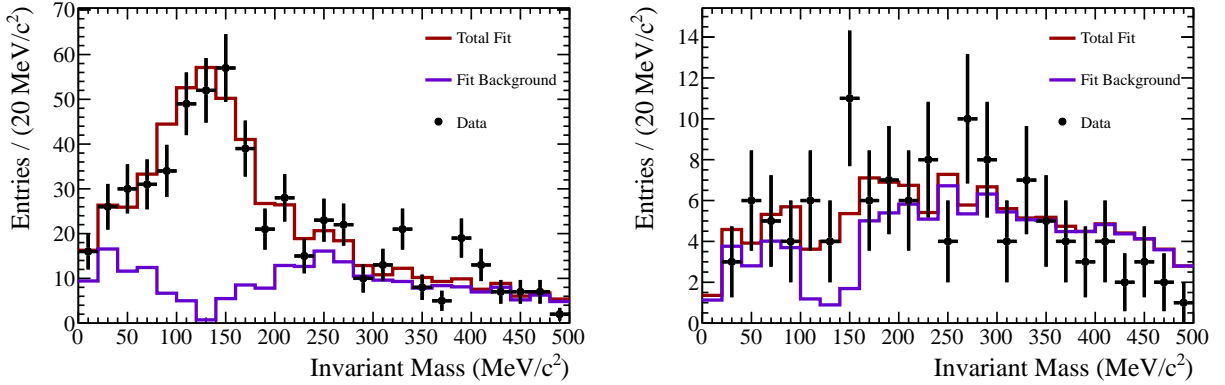 Entries / (20 MeV/c²)
60
50
40
30
20
10
0
Total Fit
Fit Background
Data
0 50 100 150 200 250 300 350 400 450 500
Invariant Mass (MeV/c²)
Entries / (20 MeV/c²)
14
12
10
8
6
4
2
0
Total Fit
Fit Background
Data
0 50 100 150 200 250 300 350 400 450 500
Invariant Mass (MeV/c²)